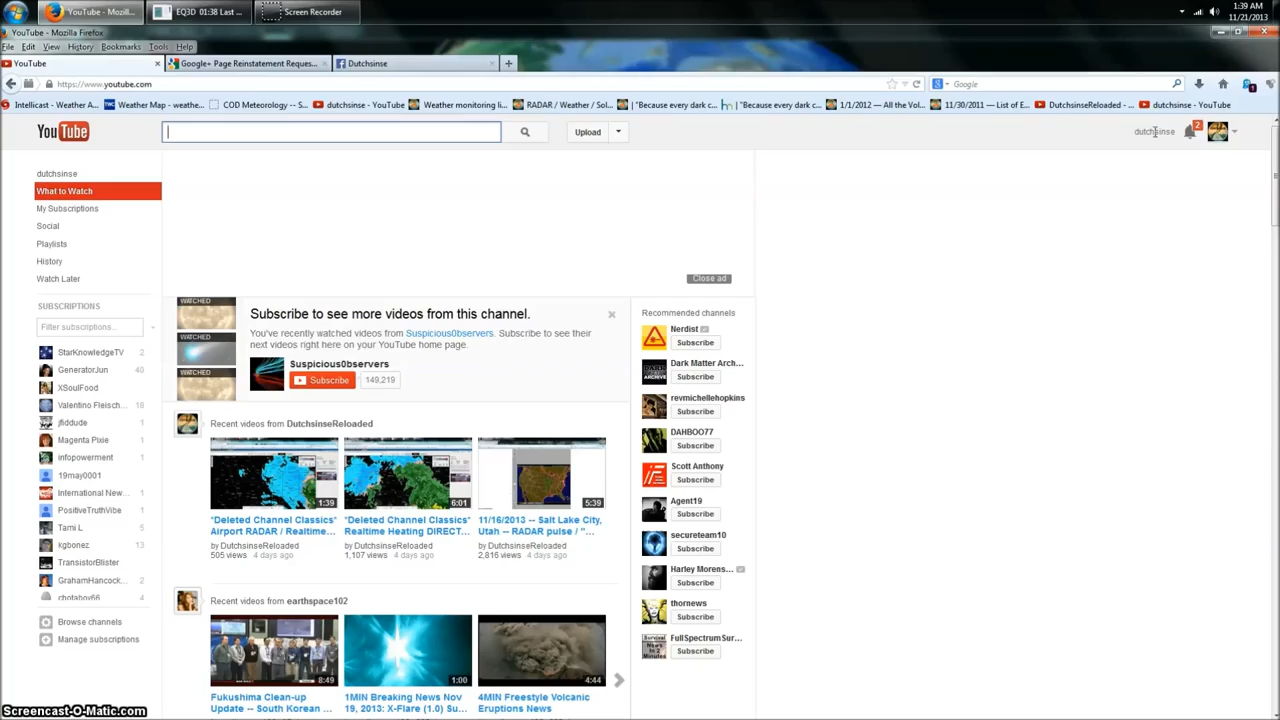 YouTube - Mozill...
EQ3D 01:38 Last ...
Screen Recorder
1:39 AM
11/21/2013
YouTube - Mozilla Firefox
File Edit View History Bookmarks Tools Help
YouTube
Google+ Page Reinstatement Reques...
Dutchsinse
https://www.youtube.com
Google
Intellicast - Weather A...
Weather Map - weathe...
COD Meteorology -- S...
dutchsinse - YouTube
Weather monitoring li...
RADAR / Weather / Sol...
"Because every dark c...
"Because every dark c...
1/1/2012 — All the Vol...
11/30/2011 — List of E...
DutchsinseReloaded - ...
dutchsinse - YouTube
YouTube
Upload
dutchsinse
2
dutchsinse
What to Watch
My Subscriptions
Social
Playlists
History
Watch Later
SUBSCRIPTIONS
Filter subscriptions...
StarKnowledgeTV 2
GeneratorJun 40
XSoulFood
Valentino Fleisch... 18
jfiddude 1
Magenta Pixie 1
infopowerment 1
19may0001
International New... 1
PositiveTruthVibe 1
Tami L 5
kgbonez 13
TransistorBlister
GrahamHancock... 2
chotabox66
Browse channels
Manage subscriptions
Close ad
WATCHED
WATCHED
WATCHED
Subscribe to see more videos from this channel.
You've recently watched videos from Suspicious0bservers. Subscribe to see their
next videos right here on your YouTube home page.
Suspicious0bservers
Subscribe 149,219
Recent videos from DutchsinseReloaded
1:39
6:01
5:39
*Deleted Channel Classics*
Airport RADAR / Realtime...
by DutchsinseReloaded
505 views 4 days ago
*Deleted Channel Classics*
Realtime Heating DIRECT...
by DutchsinseReloaded
1,107 views 4 days ago
11/16/2013 -- Salt Lake City,
Utah -- RADAR pulse / "...
by DutchsinseReloaded
2,816 views 4 days ago
Recent videos from earthspace102
8:49
1:00
4:44
Fukushima Clean-up
Update -- South Korean ...
1MIN Breaking News Nov
19, 2013: X-Flare (1.0) Su...
4MIN Freestyle Volcanic
Eruptions News
Recommended channels
Nerdist
Subscribe
Dark Matter Arch...
Subscribe
revmichellehopkins
Subscribe
DAHBOO77
Subscribe
Scott Anthony
Subscribe
Agent19
Subscribe
secureteam10
Subscribe
Harley Morens...
Subscribe
thornews
Subscribe
FullSpectrumSur...
Subscribe
Screencast-O-Matic.com